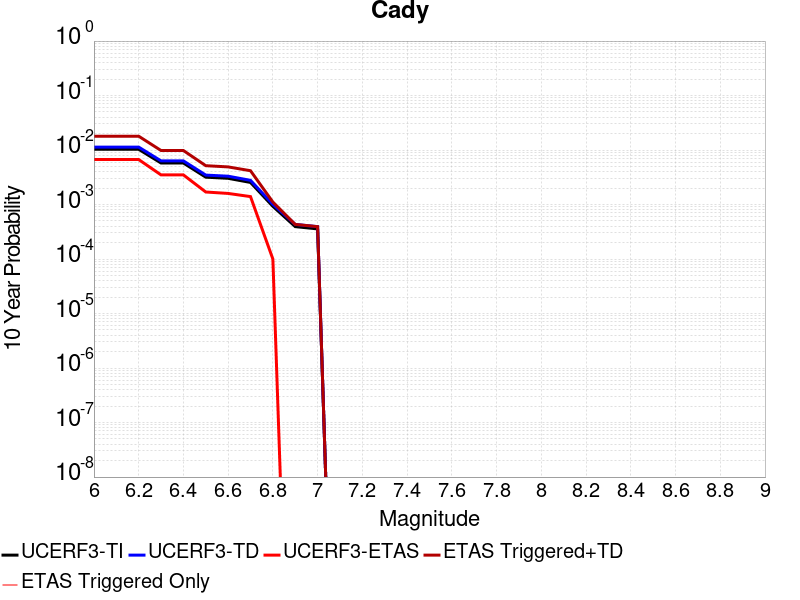 Cady
10 0
10 -1
10 -2
10 -3
10 -4
10 -5
10 -6
10 -7
10 -8
10 Year Probability
6 6.2 6.4 6.6 6.8 7 7.2 7.4 7.6 7.8 8 8.2 8.4 8.6 8.8 9
Magnitude
UCERF3-TI UCERF3-TD UCERF3-ETAS ETAS Triggered+TD
ETAS Triggered Only